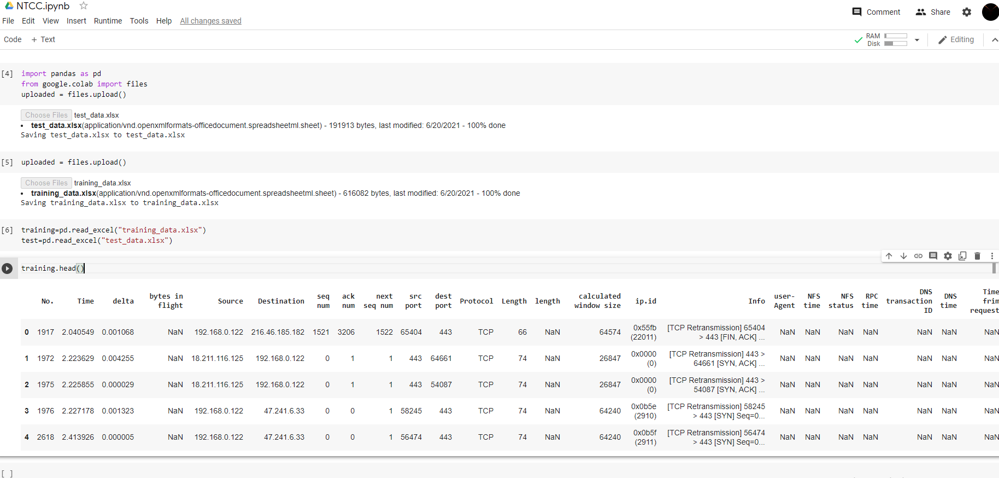 NTCC.ipynb
Comment Share
File Edit View Insert Runtime Tools Help All changes saved
Code + Text
RAM
Disk
Editing
[4] import pandas as pd
from google.colab import files
uploaded = files.upload()
Choose Files test_data.xlsx
• test_data.xlsx(application/vnd.openxmlformats-officedocument.spreadsheetml.sheet) - 191913 bytes, last modified: 6/20/2021 - 100% done
Saving test_data.xlsx to test_data.xlsx
[5] uploaded = files.upload()
Choose Files training_data.xlsx
• training_data.xlsx(application/vnd.openxmlformats-officedocument.spreadsheetml.sheet) - 616082 bytes, last modified: 6/20/2021 - 100% done
Saving training_data.xlsx to training_data.xlsx
[6] training=pd.read_excel("training_data.xlsx")
test=pd.read_excel("test_data.xlsx")
training.head()
No. Time delta bytes in flight Source Destination seq num ack num next seq num src port dest port Protocol Length length calculated window size ip.id Info user-Agent NFS time NFS status RPC time DNS transaction ID DNS time Time frim request
0 1917 2.040549 0.001068 NaN 192.168.0.122 216.46.185.182 1521 3206 1522 65404 443 TCP 66 NaN 64574 0x55fb (22011) [TCP Retransmission] 65404 > 443 [FIN, ACK] ... NaN NaN NaN NaN NaN NaN NaN
1 1972 2.223629 0.004255 NaN 18.211.116.125 192.168.0.122 0 1 1 443 64661 TCP 74 NaN 26847 0x0000 (0) [TCP Retransmission] 443 > 64661 [SYN, ACK] ... NaN NaN NaN NaN NaN NaN NaN
2 1975 2.225855 0.000029 NaN 18.211.116.125 192.168.0.122 0 1 1 443 54087 TCP 74 NaN 26847 0x0000 (0) [TCP Retransmission] 443 > 54087 [SYN, ACK] ... NaN NaN NaN NaN NaN NaN NaN
3 1976 2.227178 0.001323 NaN 192.168.0.122 47.241.6.33 0 0 1 58245 443 TCP 74 NaN 64240 0x0b5e (2910) [TCP Retransmission] 58245 > 443 [SYN] Seq=0... NaN NaN NaN NaN NaN NaN NaN
4 2618 2.413926 0.000005 NaN 192.168.0.122 47.241.6.33 0 0 1 56474 443 TCP 74 NaN 64240 0x0b5f (2911) [TCP Retransmission] 56474 > 443 [SYN] Seq=0... NaN NaN NaN NaN NaN NaN NaN
[ ]